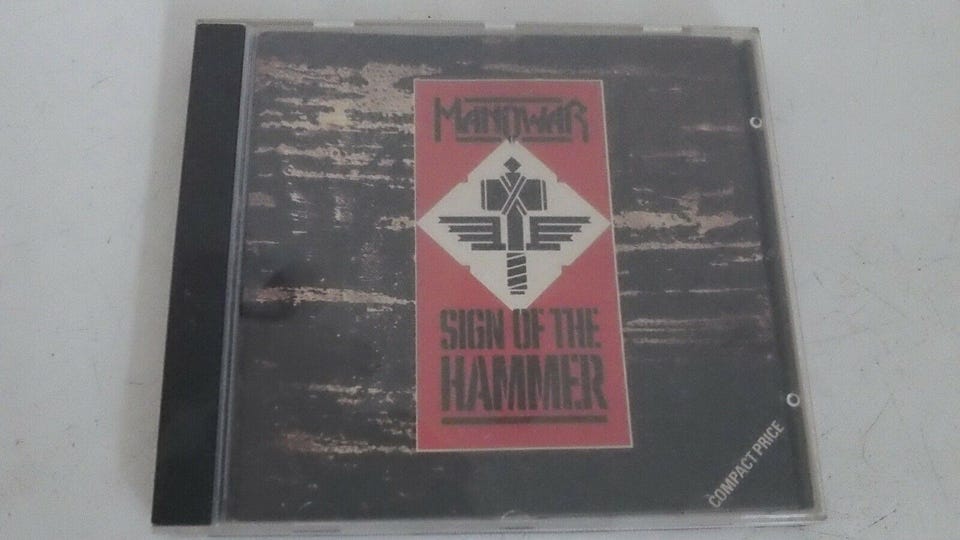 MANOWAR
SIGN OF THE
HAMMER
COMPACT PRICE